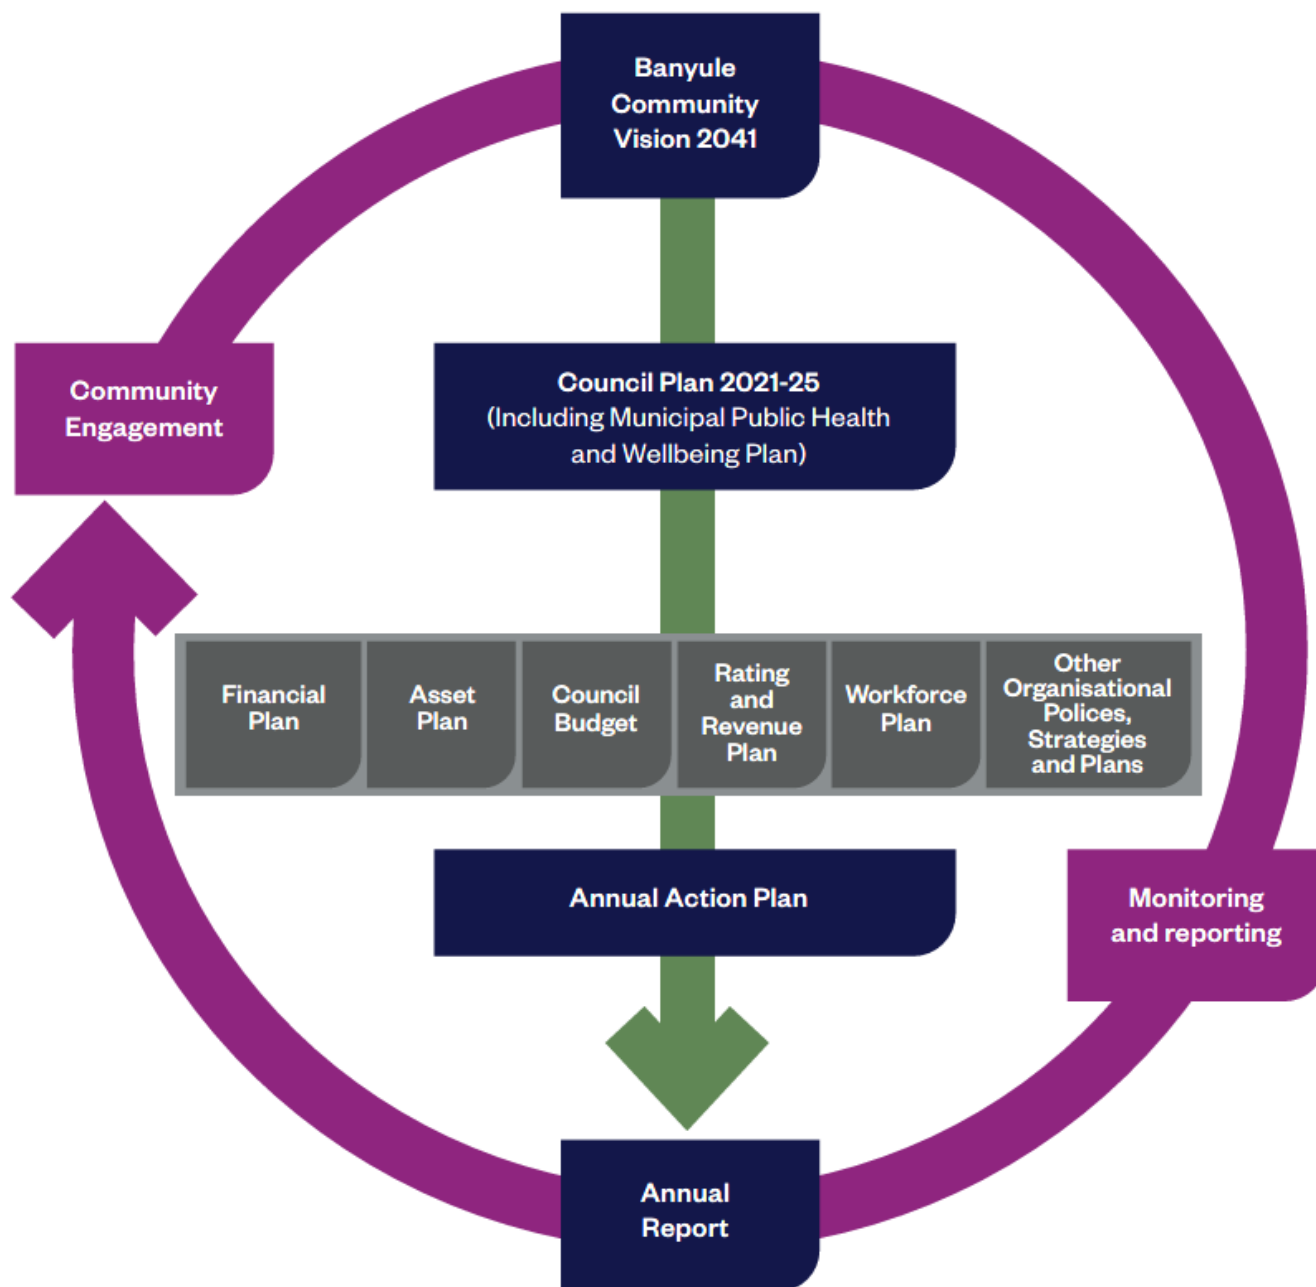 Banyule
Community
Vision 2041
Community
Engagement
Council Plan 2021-25
(Including Municipal Public Health
and Wellbeing Plan)
Financial
Plan
Asset
Plan
Council
Budget
Rating
and
Revenue
Plan
Workforce
Plan
Other
Organisational
Polices,
Strategies
and Plans
Annual Action Plan
Monitoring
and reporting
Annual
Report